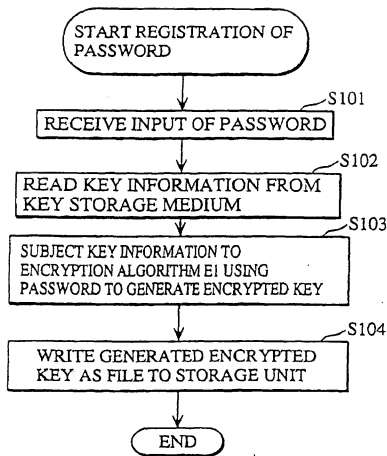 START REGISTRATION OF
PASSWORD
S101
RECEIVE INPUT OF PASSWORD
S102
READ KEY INFORMATION FROM
KEY STORAGE MEDIUM
S103
SUBJECT KEY INFORMATION TO
ENCRYPTION ALGORITHM E1 USING
PASSWORD TO GENERATE ENCRYPTED KEY
S104
WRITE GENERATED ENCRYPTED
KEY AS FILE TO STORAGE UNIT
END